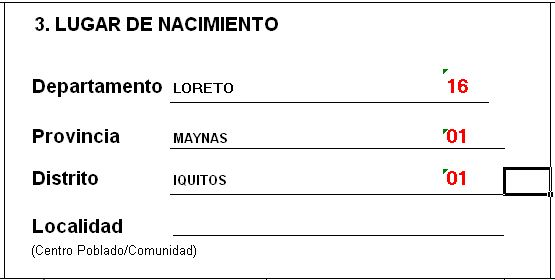 3. LUGAR DE NACIMIENTO
Departamento LORETO 16
Provincia MAYNAS 01
Distrito IQUITOS 01
Localidad
(Centro Poblado/Comunidad)